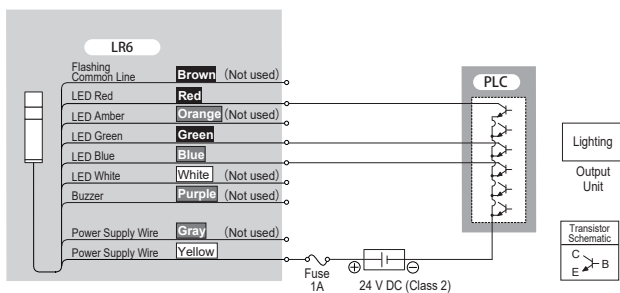 LR6
Flashing
Common Line Brown (Not used)
LED Red Red
LED Amber Orange (Not used)
LED Green Green
LED Blue Blue
LED White White (Not used)
Buzzer Purple (Not used)
Power Supply Wire Gray (Not used)
Power Supply Wire Yellow
Fuse
1A
⊕ ⊖
24 V DC (Class 2)
PLC
Lighting
Output
Unit
Transistor
Schematic
C
B
E